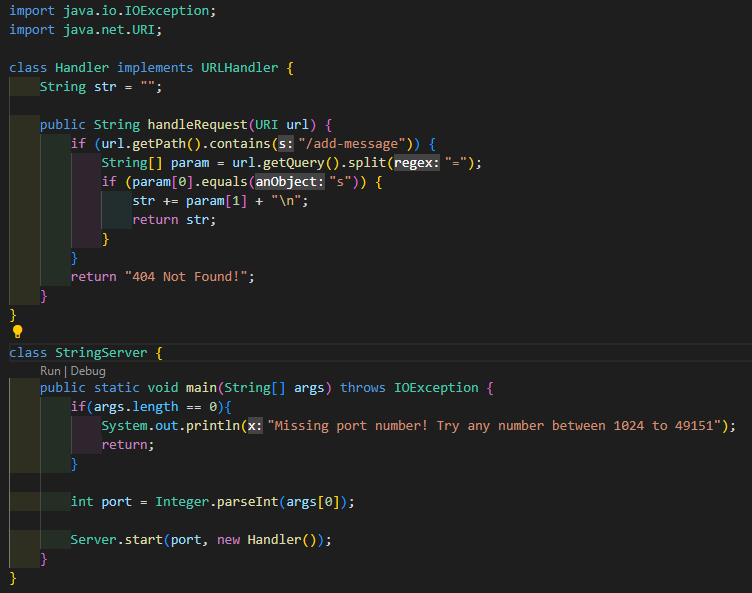 import java.io.IOException;
import java.net.URI;

class Handler implements URLHandler {
    String str = "";

    public String handleRequest(URI url) {
        if (url.getPath().contains(s: "/add-message")) {
            String[] param = url.getQuery().split(regex: "=");
            if (param[0].equals(anObject: "s")) {
                str += param[1] + "\n";
                return str;
            }
        }
        return "404 Not Found!";
    }
}

class StringServer {
    Run | Debug
    public static void main(String[] args) throws IOException {
        if(args.length == 0){
            System.out.println(x: "Missing port number! Try any number between 1024 to 49151");
            return;
        }

        int port = Integer.parseInt(args[0]);

        Server.start(port, new Handler());
    }
}